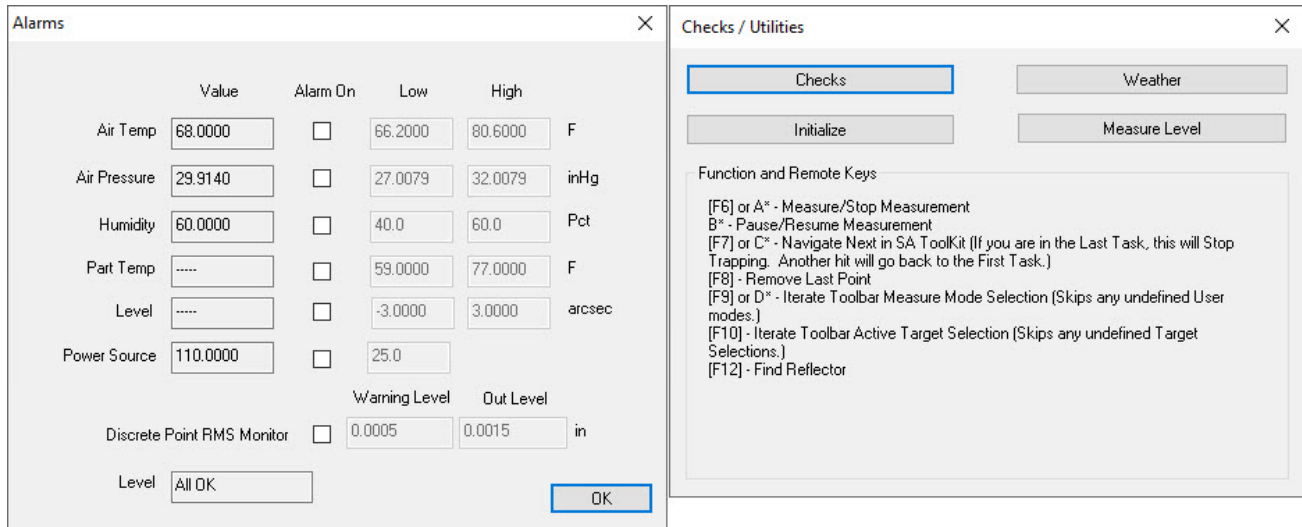 Alarms
Value Alarm On Low High
Air Temp 68.0000 66.2000 80.6000 F
Air Pressure 29.9140 27.0079 32.0079 inHg
Humidity 60.0000 40.0 60.0 Pct
Part Temp ----- 59.0000 77.0000 F
Level ----- -3.0000 3.0000 arcsec
Power Source 110.0000 25.0
Warning Level Out Level
Discrete Point RMS Monitor 0.0005 0.0015 in
Level All OK
OK
Checks / Utilities
Checks Weather
Initialize Measure Level
Function and Remote Keys
[F6] or A* - Measure/Stop Measurement
B* - Pause/Resume Measurement
[F7] or C* - Navigate Next in SA ToolKit (If you are in the Last Task, this will Stop
Trapping. Another hit will go back to the First Task.)
[F8] - Remove Last Point
[F9] or D* - Iterate Toolbar Measure Mode Selection (Skips any undefined User
modes.)
[F10] - Iterate Toolbar Active Target Selection (Skips any undefined Target
Selections.)
[F12] - Find Reflector